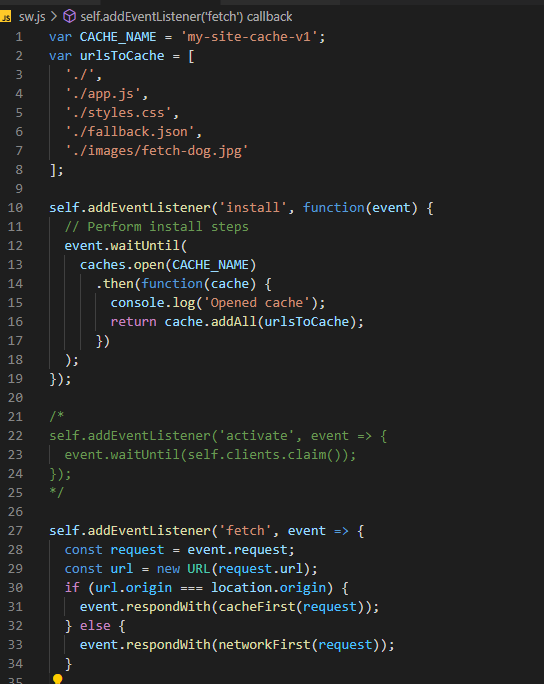 JS sw.js > self.addEventListener('fetch') callback
1 var CACHE_NAME = 'my-site-cache-v1';
2 var urlsToCache = [
3 './',
4 './app.js',
5 './styles.css',
6 './fallback.json',
7 './images/fetch-dog.jpg'
8 ];
9
10 self.addEventListener('install', function(event) {
11 // Perform install steps
12 event.waitUntil(
13 caches.open(CACHE_NAME)
14 .then(function(cache) {
15 console.log('Opened cache');
16 return cache.addAll(urlsToCache);
17 })
18 );
19 });
20
21 /*
22 self.addEventListener('activate', event => {
23 event.waitUntil(self.clients.claim());
24 });
25 */
26
27 self.addEventListener('fetch', event => {
28 const request = event.request;
29 const url = new URL(request.url);
30 if (url.origin === location.origin) {
31 event.respondWith(cacheFirst(request));
32 } else {
33 event.respondWith(networkFirst(request));
34 }
35